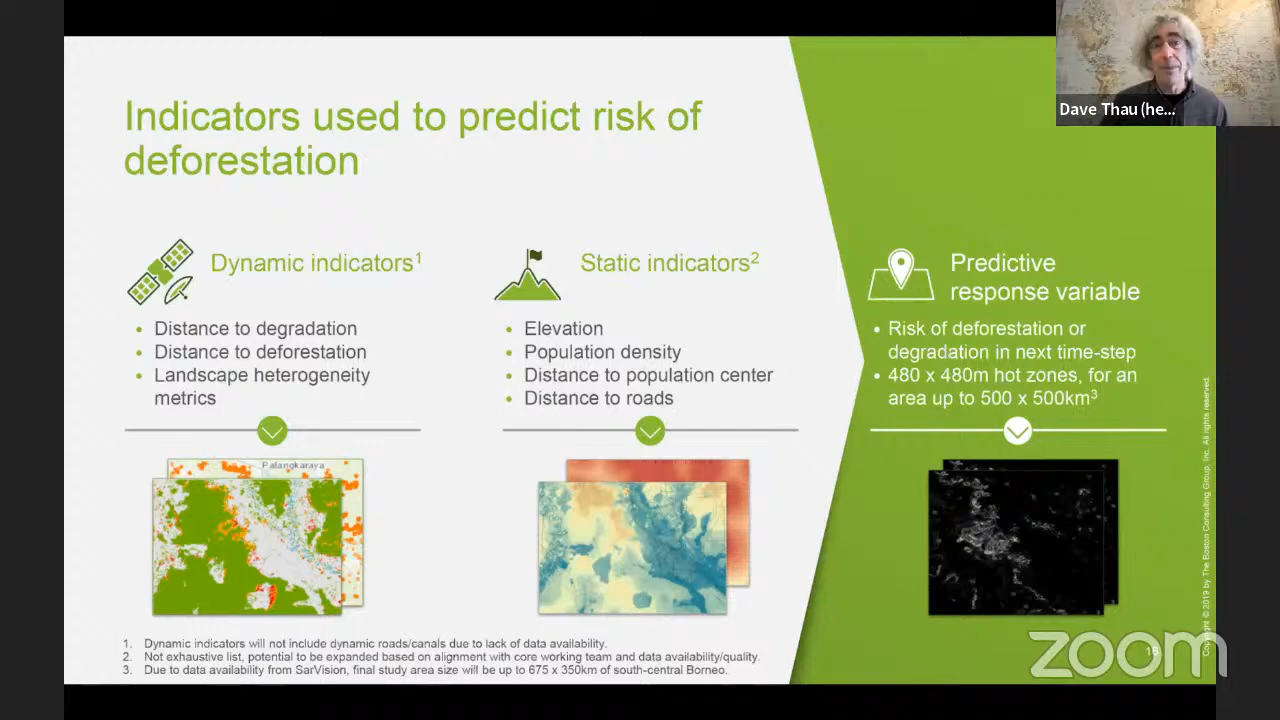 Indicators used to predict risk of
deforestation
Dynamic indicators1
• Distance to degradation
• Distance to deforestation
• Landscape heterogeneity
metrics
Static indicators2
• Elevation
• Population density
• Distance to population center
• Distance to roads
Predictive
response variable
• Risk of deforestation or
degradation in next time-step
• 480 x 480m hot zones, for an
area up to 500 x 500km3
Palangkaraya
1. Dynamic indicators will not include dynamic roads/canals due to lack of data availability.
2. Not exhaustive list, potential to be expanded based on alignment with core working team and data availability/quality.
3. Due to data availability from SarVision, final study area size will be up to 675 x 350km of south-central Borneo.
Copyright © 2019 by The Boston Consulting Group, Inc. All rights reserved.
Dave Thau (he...
zoom